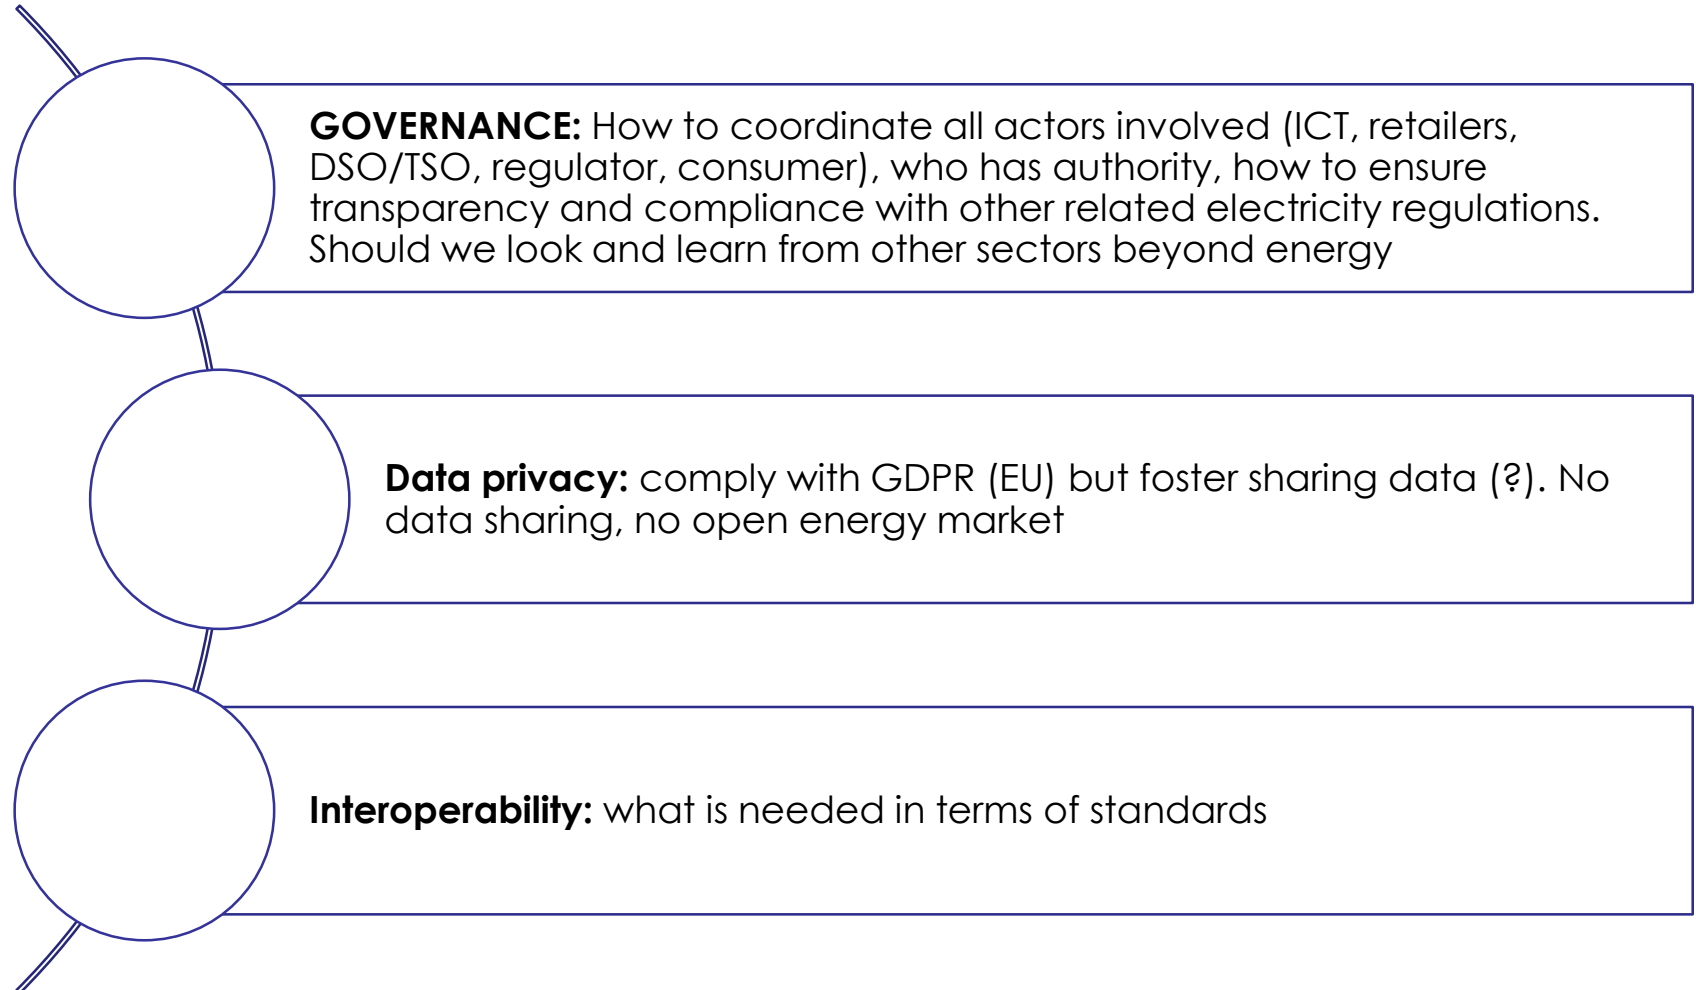 GOVERNANCE: How to coordinate all actors involved (ICT, retailers,
DSO/TSO, regulator, consumer), who has authority, how to ensure
transparency and compliance with other related electricity regulations.
Should we look and learn from other sectors beyond energy
Data privacy: comply with GDPR (EU) but foster sharing data (?). No
data sharing, no open energy market
Interoperability: what is needed in terms of standards